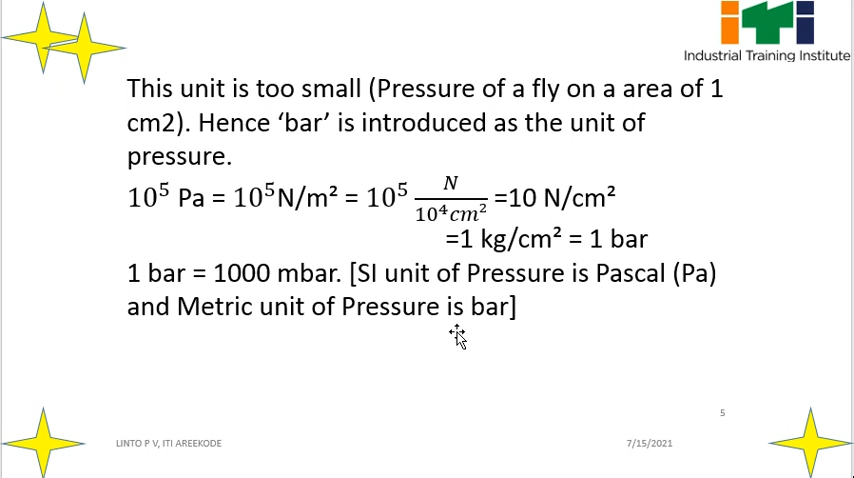 iti
Industrial Training Institute
This unit is too small (Pressure of a fly on a area of 1
cm2). Hence ‘bar’ is introduced as the unit of
pressure.
10⁵ Pa = 10⁵N/m² = 10⁵ N/10⁴cm² =10 N/cm²
=1 kg/cm² = 1 bar
1 bar = 1000 mbar. [SI unit of Pressure is Pascal (Pa)
and Metric unit of Pressure is bar]
5
LINTO P V, ITI AREEKODE 7/15/2021